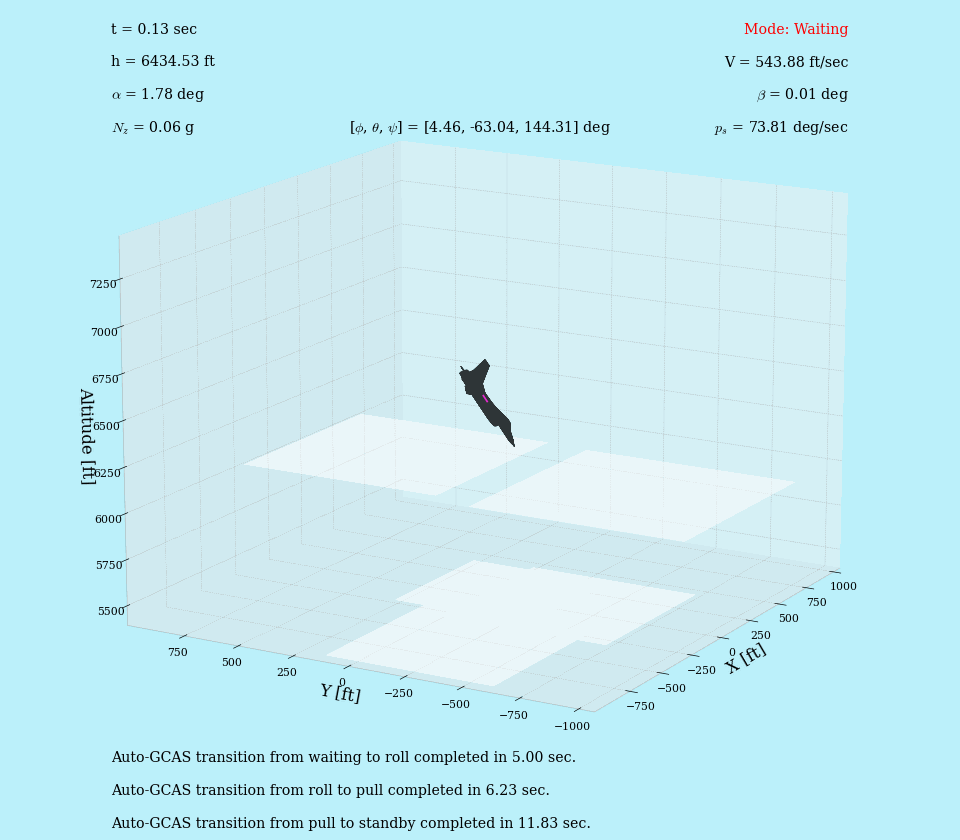 t = 0.13 sec
Mode: Waiting
h = 6434.53 ft
V = 543.88 ft/sec
α = 1.78 deg
β = 0.01 deg
N_z = 0.06 g
[ϕ, θ, ψ] = [4.46, -63.04, 144.31] deg
p_s = 73.81 deg/sec
7250
7000
6750
6500
6250
6000
5750
5500
Altitude [ft]
750
500
250
0
−250
−500
−750
−1000
Y [ft]
−750
−500
−250
0
250
500
750
1000
X [ft]
Auto-GCAS transition from waiting to roll completed in 5.00 sec.
Auto-GCAS transition from roll to pull completed in 6.23 sec.
Auto-GCAS transition from pull to standby completed in 11.83 sec.